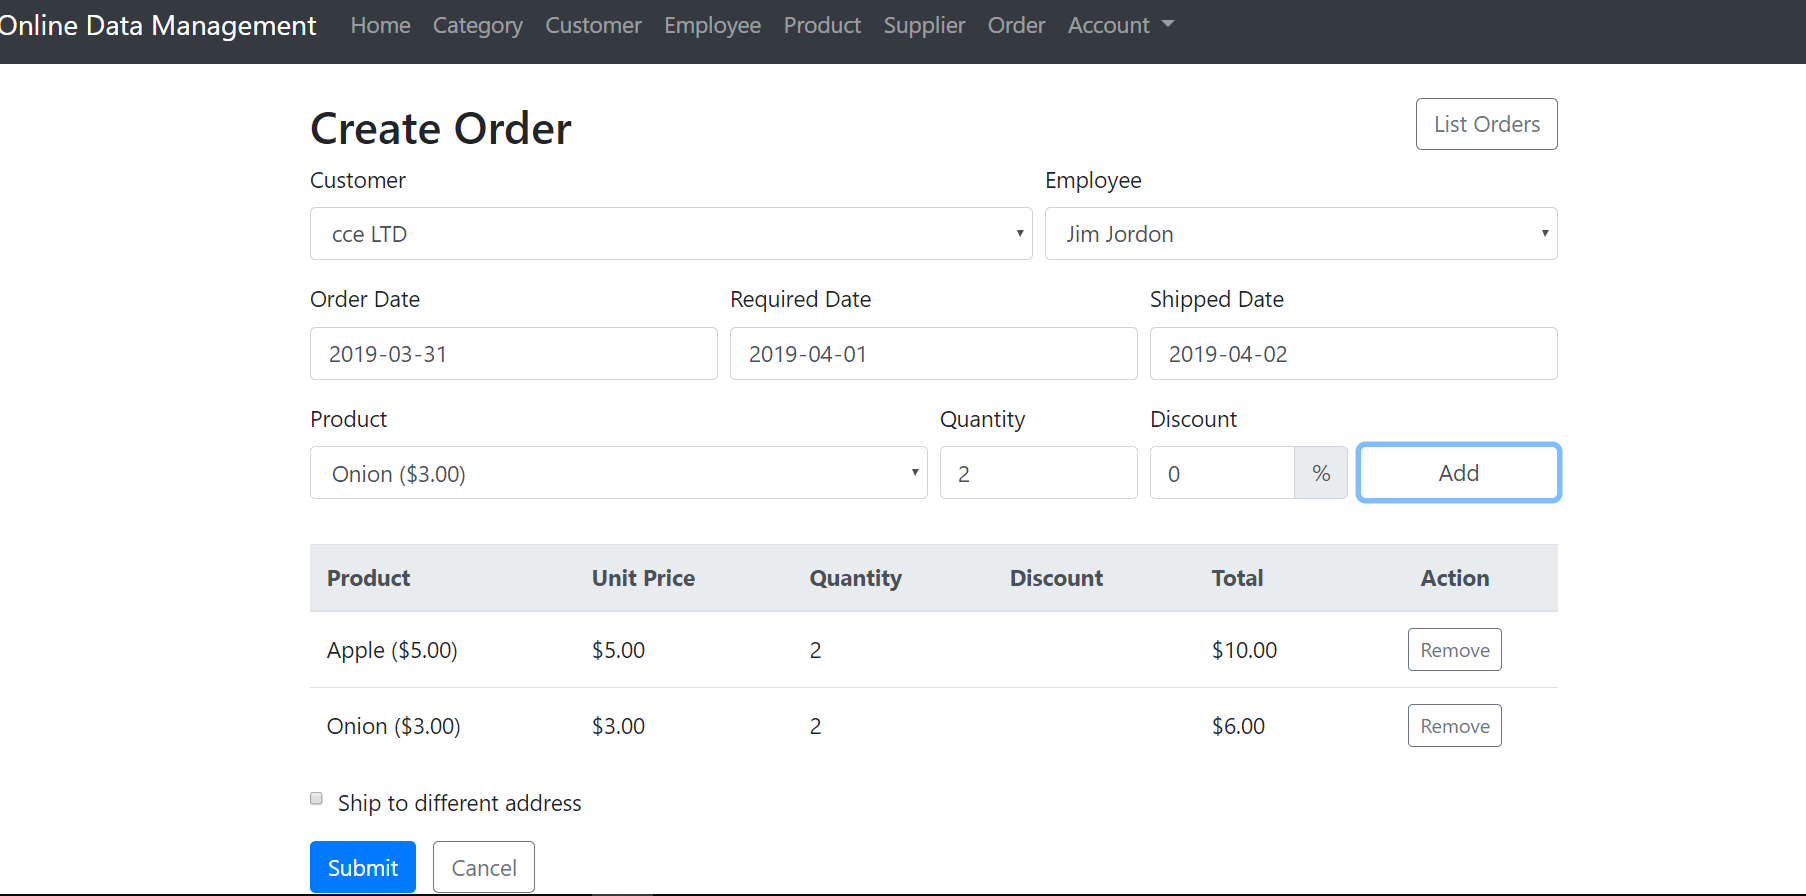 Online Data Management Home Category Customer Employee Product Supplier Order Account
Create Order List Orders
Customer Employee
cce LTD Jim Jordon
Order Date Required Date Shipped Date
2019-03-31 2019-04-01 2019-04-02
Product Quantity Discount
Onion ($3.00) 2 0 % Add
Product Unit Price Quantity Discount Total Action
Apple ($5.00) $5.00 2 $10.00 Remove
Onion ($3.00) $3.00 2 $6.00 Remove
Ship to different address
Submit Cancel